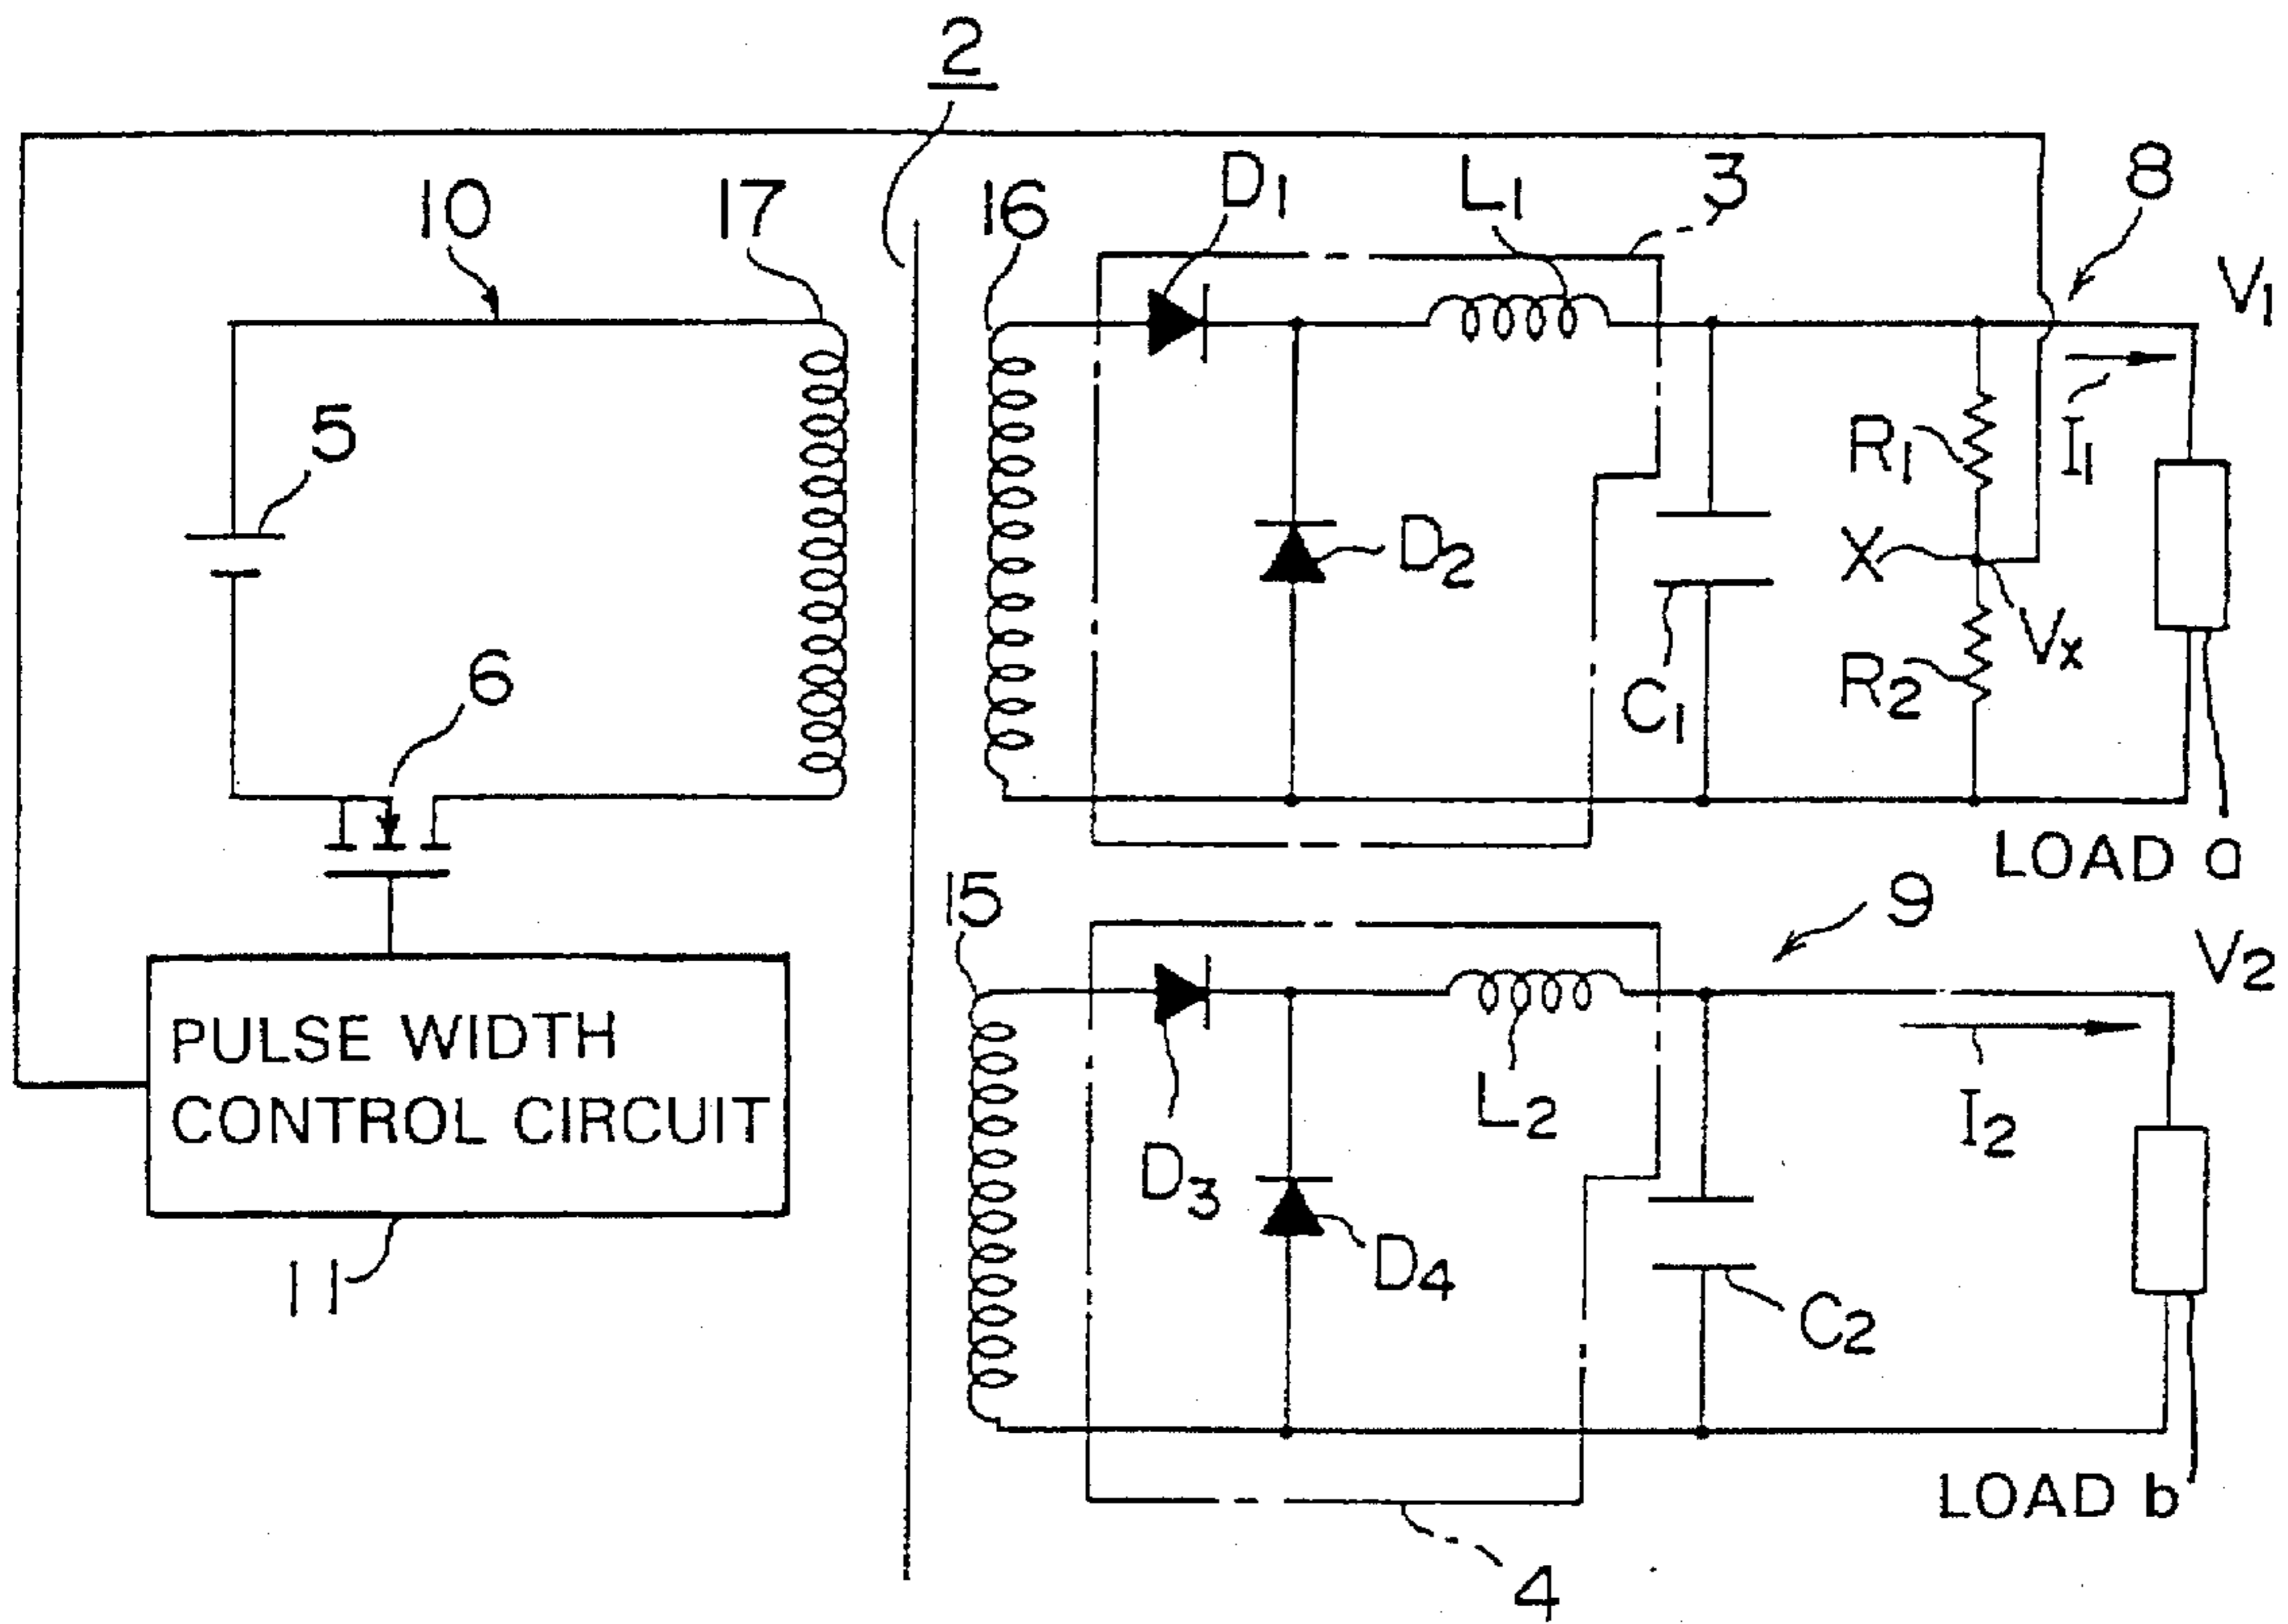 2
10
17
16
D1
L1
3
8
V1
5
I1
R1
D2
X
Vx
R2
6
C1
LOAD a
15
9
V2
PULSE WIDTH
CONTROL CIRCUIT
L2
I2
D3
D4
11
C2
LOAD b
4